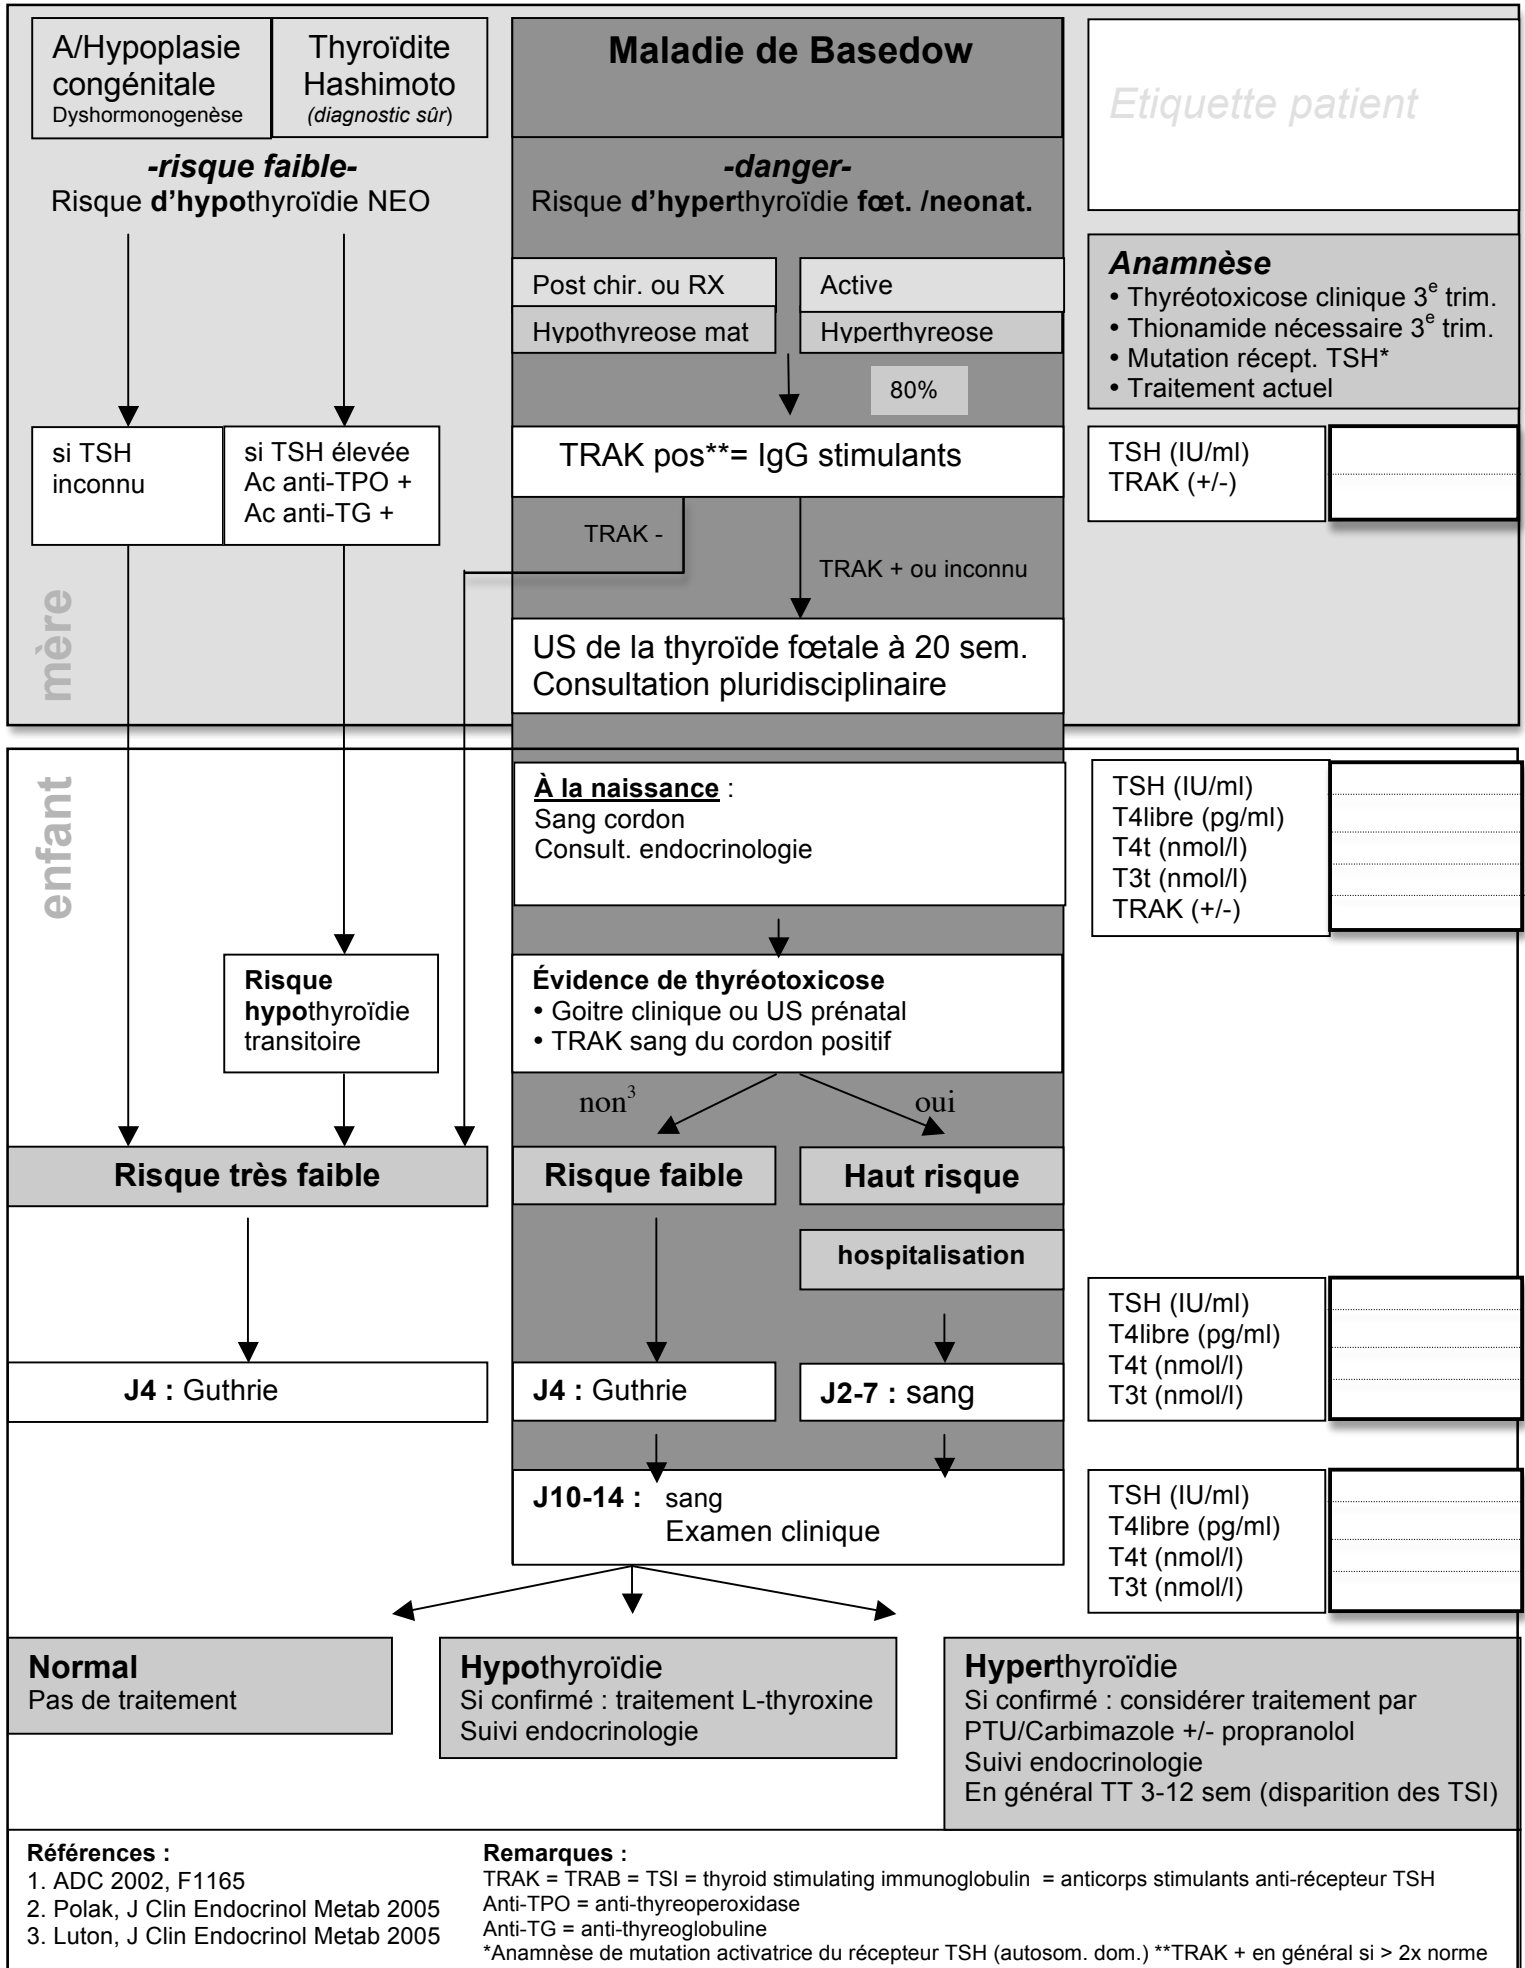 A/Hypoplasie
congénitale
Dyshormonogenèse
Thyroïdite
Hashimoto
(diagnostic sûr)
Maladie de Basedow
Etiquette patient
-risque faible-
Risque d'hypothyroïdie NEO
-danger-
Risque d'hyperthyroïdie fœt. /neonat.
Post chir. ou RX
Hypothyreose mat
Active
Hyperthyreose
80%
Anamnèse
• Thyréotoxicose clinique 3e trim.
• Thionamide nécessaire 3e trim.
• Mutation récept. TSH*
• Traitement actuel
si TSH
inconnu
si TSH élevée
Ac anti-TPO +
Ac anti-TG +
TRAK pos**= IgG stimulants
TSH (IU/ml)
TRAK (+/-)
TRAK -
TRAK + ou inconnu
mère
US de la thyroïde fœtale à 20 sem.
Consultation pluridisciplinaire
enfant
À la naissance :
Sang cordon
Consult. endocrinologie
TSH (IU/ml)
T4libre (pg/ml)
T4t (nmol/l)
T3t (nmol/l)
TRAK (+/-)
Risque
hypothyroïdie
transitoire
Évidence de thyréotoxicose
• Goitre clinique ou US prénatal
• TRAK sang du cordon positif
non3
oui
Risque très faible
Risque faible
Haut risque
hospitalisation
TSH (IU/ml)
T4libre (pg/ml)
T4t (nmol/l)
T3t (nmol/l)
J4 : Guthrie
J4 : Guthrie
J2-7 : sang
J10-14 : sang
Examen clinique
TSH (IU/ml)
T4libre (pg/ml)
T4t (nmol/l)
T3t (nmol/l)
Normal
Pas de traitement
Hypothyroïdie
Si confirmé : traitement L-thyroxine
Suivi endocrinologie
Hyperthyroïdie
Si confirmé : considérer traitement par
PTU/Carbimazole +/- propranolol
Suivi endocrinologie
En général TT 3-12 sem (disparition des TSI)
Références :
1. ADC 2002, F1165
2. Polak, J Clin Endocrinol Metab 2005
3. Luton, J Clin Endocrinol Metab 2005
Remarques :
TRAK = TRAB = TSI = thyroid stimulating immunoglobulin = anticorps stimulants anti-récepteur TSH
Anti-TPO = anti-thyreoperoxidase
Anti-TG = anti-thyreoglobuline
*Anamnèse de mutation activatrice du récepteur TSH (autosom. dom.) **TRAK + en général si > 2x norme